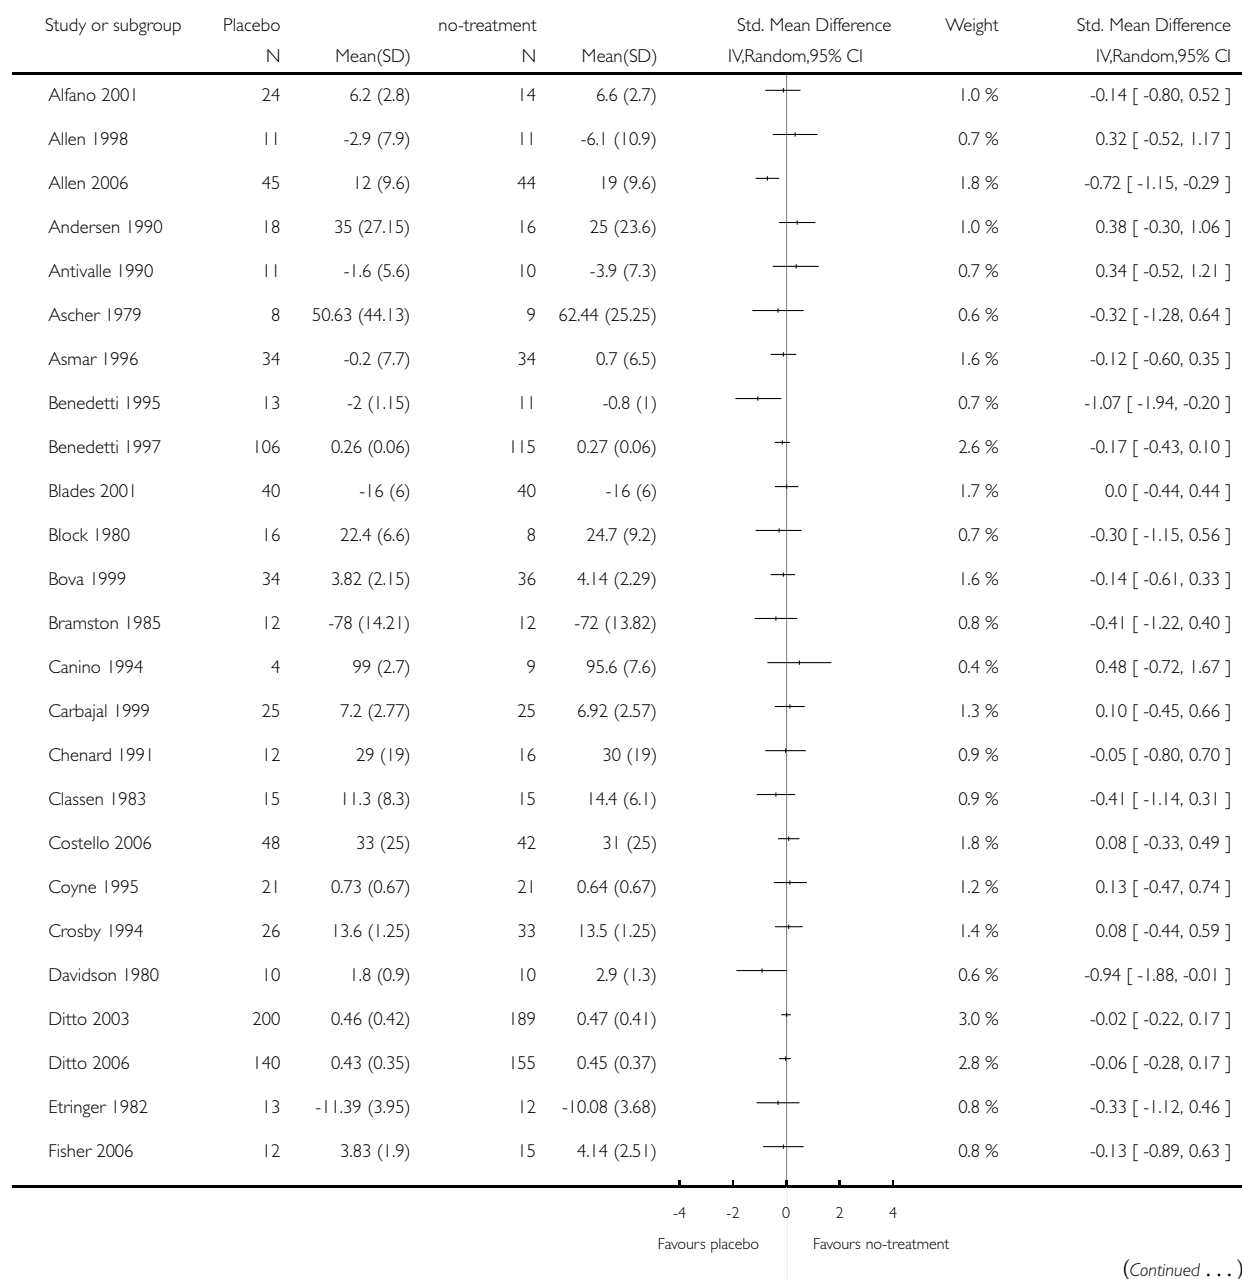 Study or subgroup Placebo no-treatment Std. Mean Difference Weight Std. Mean Difference
N Mean(SD) N Mean(SD) IV,Random,95% CI IV,Random,95% CI
Alfano 2001 24 6.2 (2.8) 14 6.6 (2.7) 1.0 % -0.14 [ -0.80, 0.52 ]
Allen 1998 11 -2.9 (7.9) 11 -6.1 (10.9) 0.7 % 0.32 [ -0.52, 1.17 ]
Allen 2006 45 12 (9.6) 44 19 (9.6) 1.8 % -0.72 [ -1.15, -0.29 ]
Andersen 1990 18 35 (27.15) 16 25 (23.6) 1.0 % 0.38 [ -0.30, 1.06 ]
Antivalle 1990 11 -1.6 (5.6) 10 -3.9 (7.3) 0.7 % 0.34 [ -0.52, 1.21 ]
Ascher 1979 8 50.63 (44.13) 9 62.44 (25.25) 0.6 % -0.32 [ -1.28, 0.64 ]
Asmar 1996 34 -0.2 (7.7) 34 0.7 (6.5) 1.6 % -0.12 [ -0.60, 0.35 ]
Benedetti 1995 13 -2 (1.15) 11 -0.8 (1) 0.7 % -1.07 [ -1.94, -0.20 ]
Benedetti 1997 106 0.26 (0.06) 115 0.27 (0.06) 2.6 % -0.17 [ -0.43, 0.10 ]
Blades 2001 40 -16 (6) 40 -16 (6) 1.7 % 0.0 [ -0.44, 0.44 ]
Block 1980 16 22.4 (6.6) 8 24.7 (9.2) 0.7 % -0.30 [ -1.15, 0.56 ]
Bova 1999 34 3.82 (2.15) 36 4.14 (2.29) 1.6 % -0.14 [ -0.61, 0.33 ]
Bramston 1985 12 -78 (14.21) 12 -72 (13.82) 0.8 % -0.41 [ -1.22, 0.40 ]
Canino 1994 4 99 (2.7) 9 95.6 (7.6) 0.4 % 0.48 [ -0.72, 1.67 ]
Carbajal 1999 25 7.2 (2.77) 25 6.92 (2.57) 1.3 % 0.10 [ -0.45, 0.66 ]
Chenard 1991 12 29 (19) 16 30 (19) 0.9 % -0.05 [ -0.80, 0.70 ]
Classen 1983 15 11.3 (8.3) 15 14.4 (6.1) 0.9 % -0.41 [ -1.14, 0.31 ]
Costello 2006 48 33 (25) 42 31 (25) 1.8 % 0.08 [ -0.33, 0.49 ]
Coyne 1995 21 0.73 (0.67) 21 0.64 (0.67) 1.2 % 0.13 [ -0.47, 0.74 ]
Crosby 1994 26 13.6 (1.25) 33 13.5 (1.25) 1.4 % 0.08 [ -0.44, 0.59 ]
Davidson 1980 10 1.8 (0.9) 10 2.9 (1.3) 0.6 % -0.94 [ -1.88, -0.01 ]
Ditto 2003 200 0.46 (0.42) 189 0.47 (0.41) 3.0 % -0.02 [ -0.22, 0.17 ]
Ditto 2006 140 0.43 (0.35) 155 0.45 (0.37) 2.8 % -0.06 [ -0.28, 0.17 ]
Etringer 1982 13 -11.39 (3.95) 12 -10.08 (3.68) 0.8 % -0.33 [ -1.12, 0.46 ]
Fisher 2006 12 3.83 (1.9) 15 4.14 (2.51) 0.8 % -0.13 [ -0.89, 0.63 ]
-4 -2 0 2 4
Favours placebo Favours no-treatment
(Continued . . . )